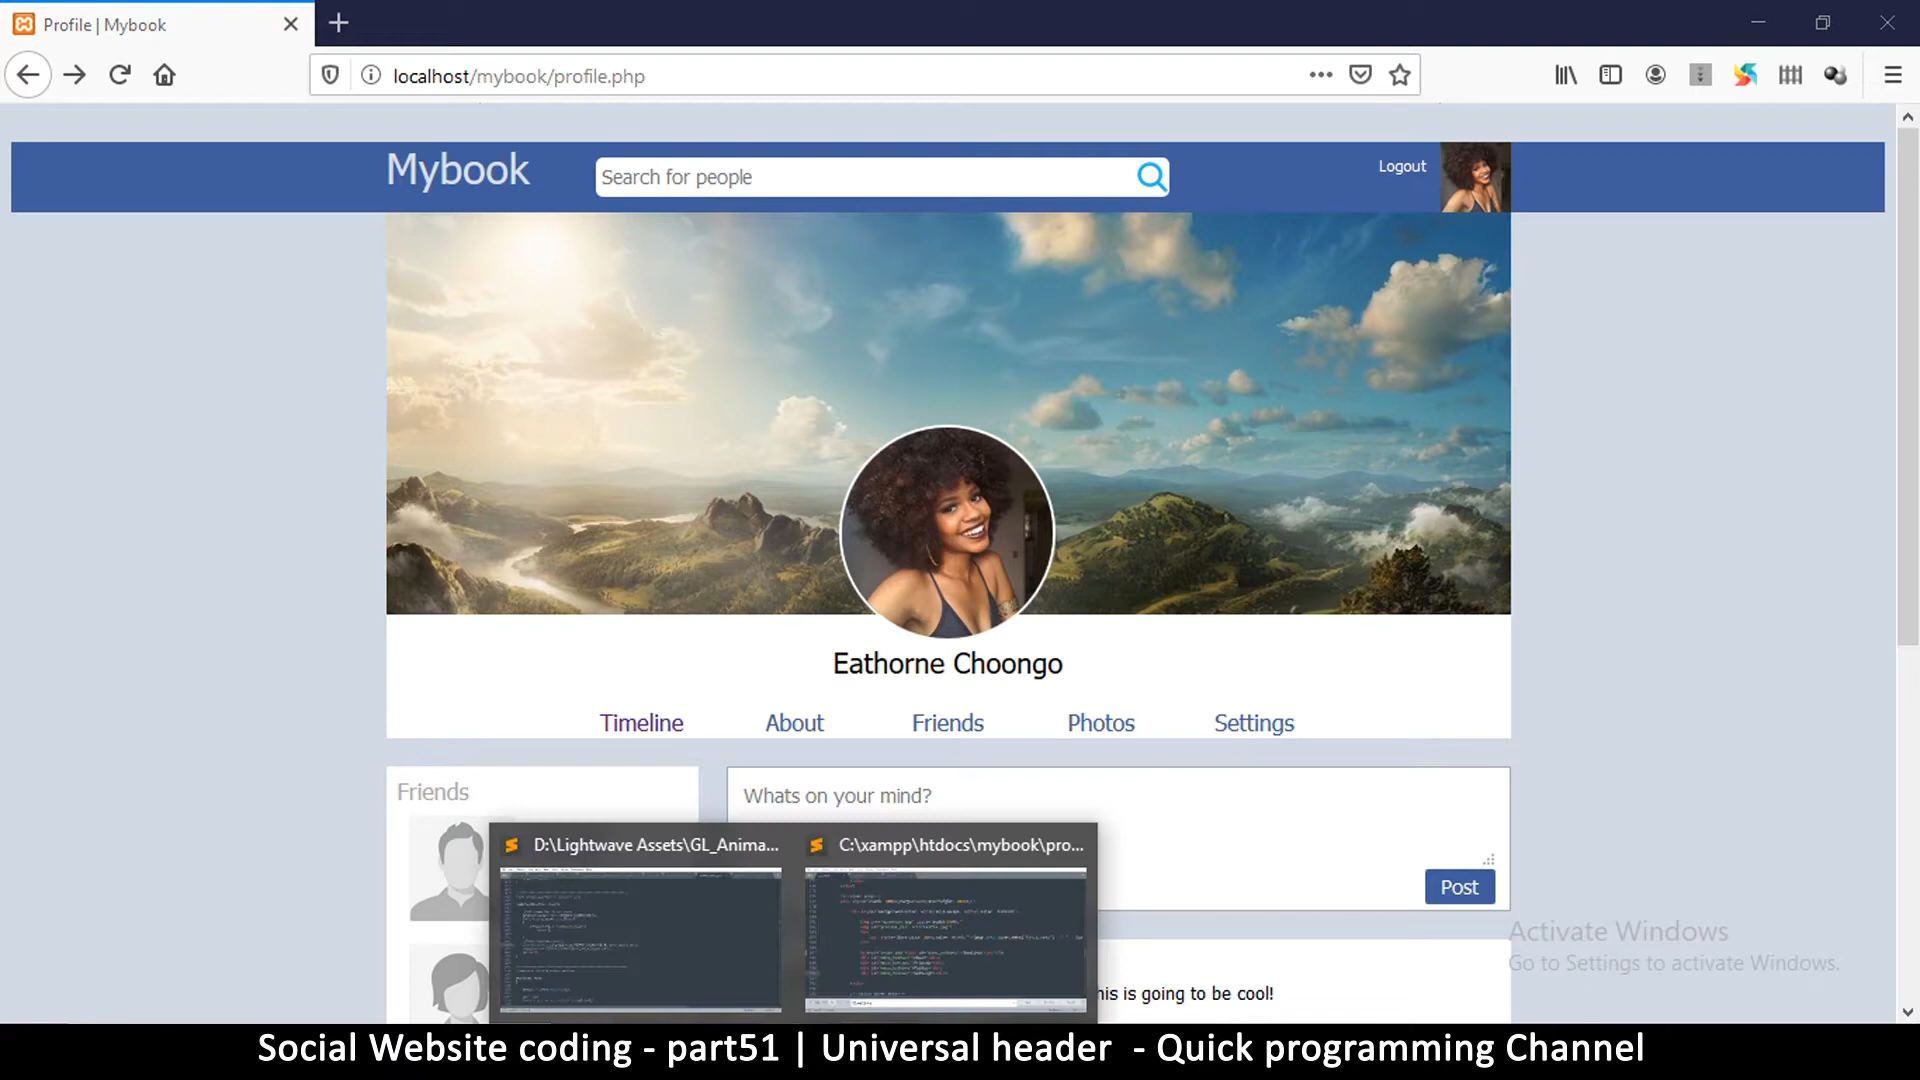 Profile | Mybook
localhost/mybook/profile.php
Mybook
Search for people
Logout
Eathorne Choongo
Timeline About Friends Photos Settings
Friends
Whats on your mind?
D:\Lightwave Assets\GL_Anima...
C:\xampp\htdocs\mybook\pro...
Post
Activate Windows
Go to Settings to activate Windows.
his is going to be cool!
Social Website coding - part51 | Universal header - Quick programming Channel